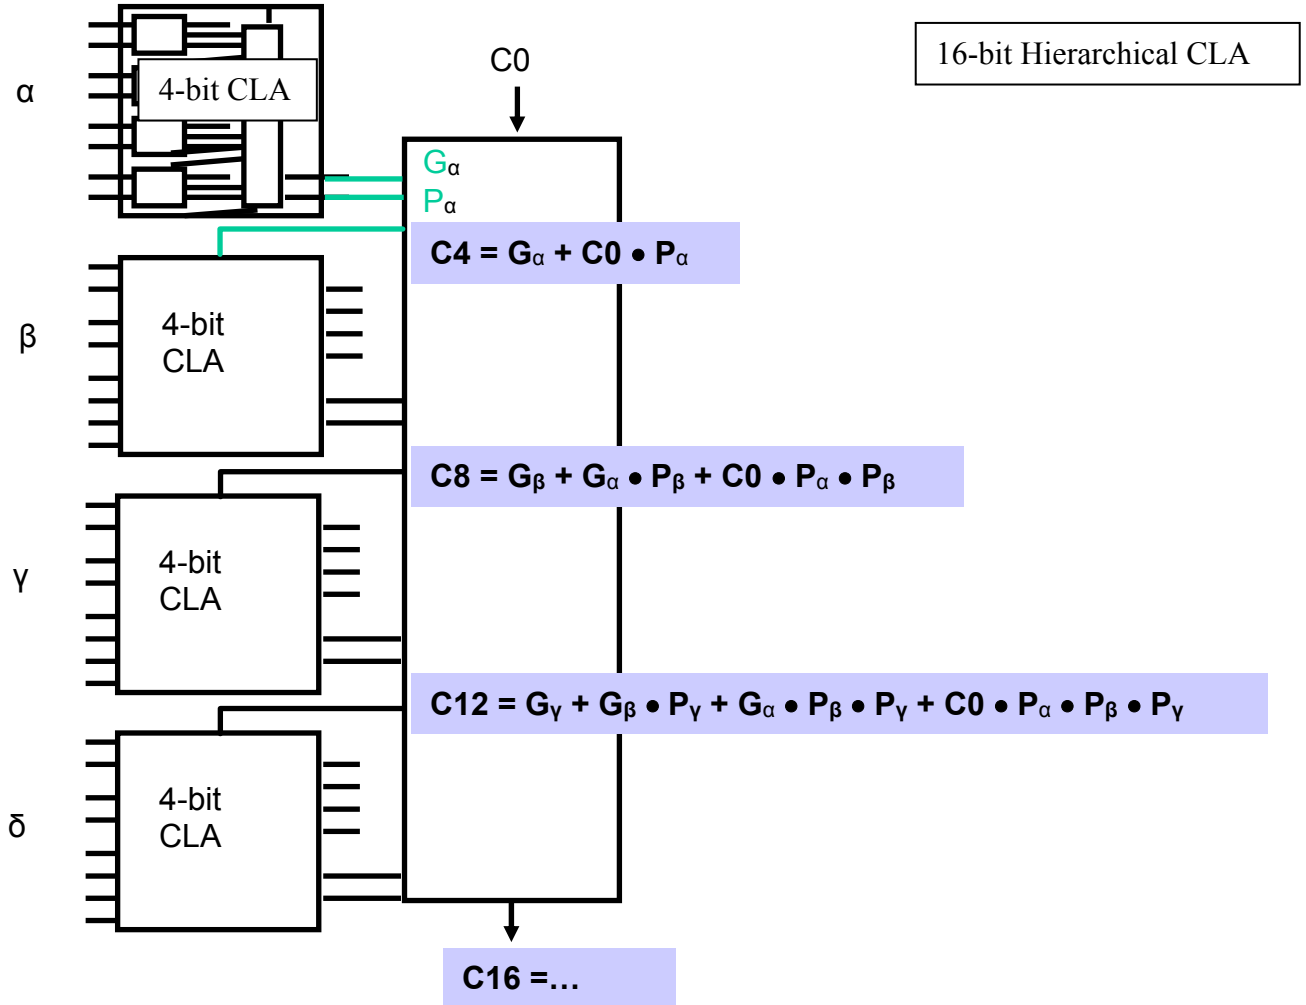 16-bit Hierarchical CLA
C0
α
4-bit CLA
Gα
Pα
C4 = Gα + C0 • Pα
β
4-bit
CLA
C8 = Gβ + Gα • Pβ + C0 • Pα • Pβ
γ
4-bit
CLA
C12 = Gγ + Gβ • Pγ + Gα • Pβ • Pγ + C0 • Pα • Pβ • Pγ
δ
4-bit
CLA
C16 =...